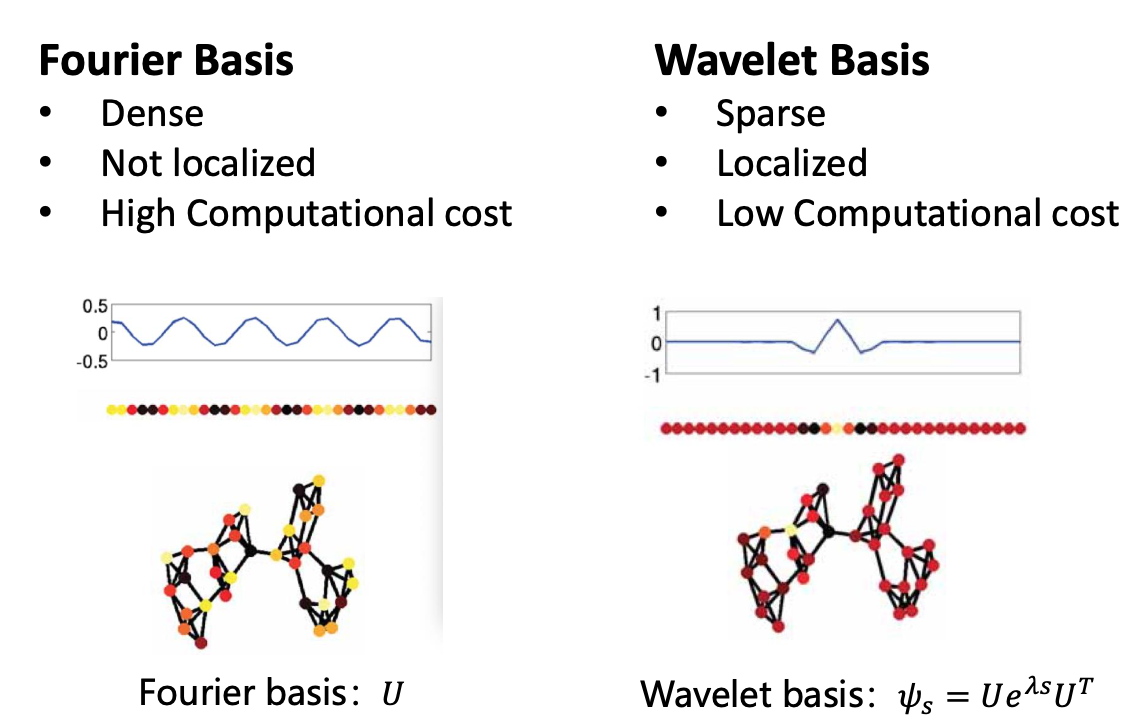 Fourier Basis
• Dense
• Not localized
• High Computational cost
0.5
0
-0.5
Fourier basis: U
Wavelet Basis
• Sparse
• Localized
• Low Computational cost
1
0
-1
Wavelet basis: ψₛ = Ue^{λs}Uᵀ